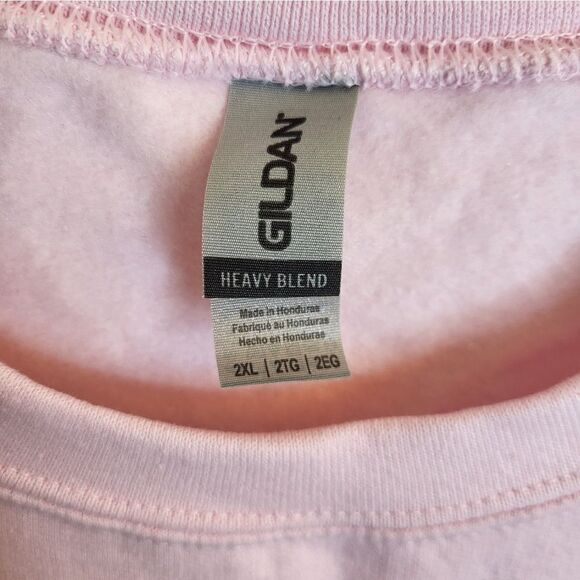 GILDAN
HEAVY BLEND
Made in Honduras
Fabriqué au Honduras
Hecho en Honduras
2XL | 2TG | 2EG